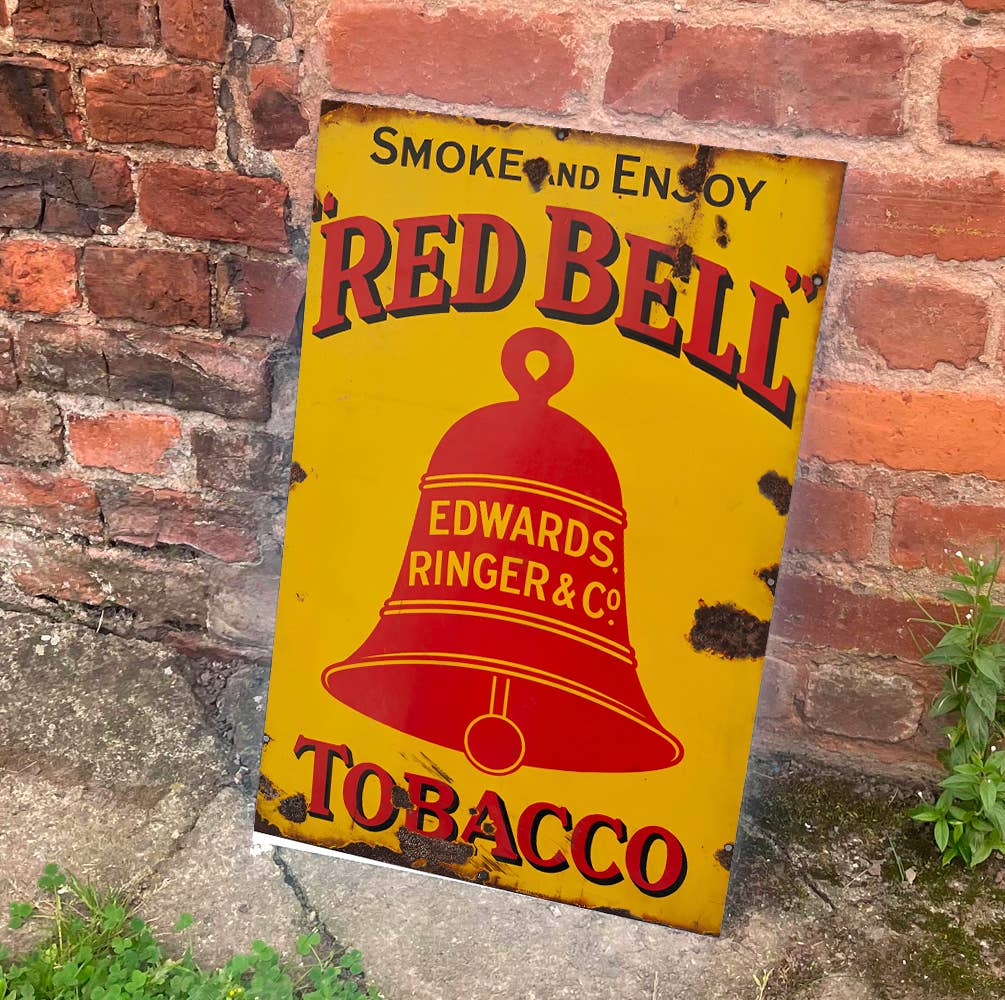 SMOKE AND ENJOY
"RED BELL"
EDWARDS.
RINGER & Cº
TOBACCO